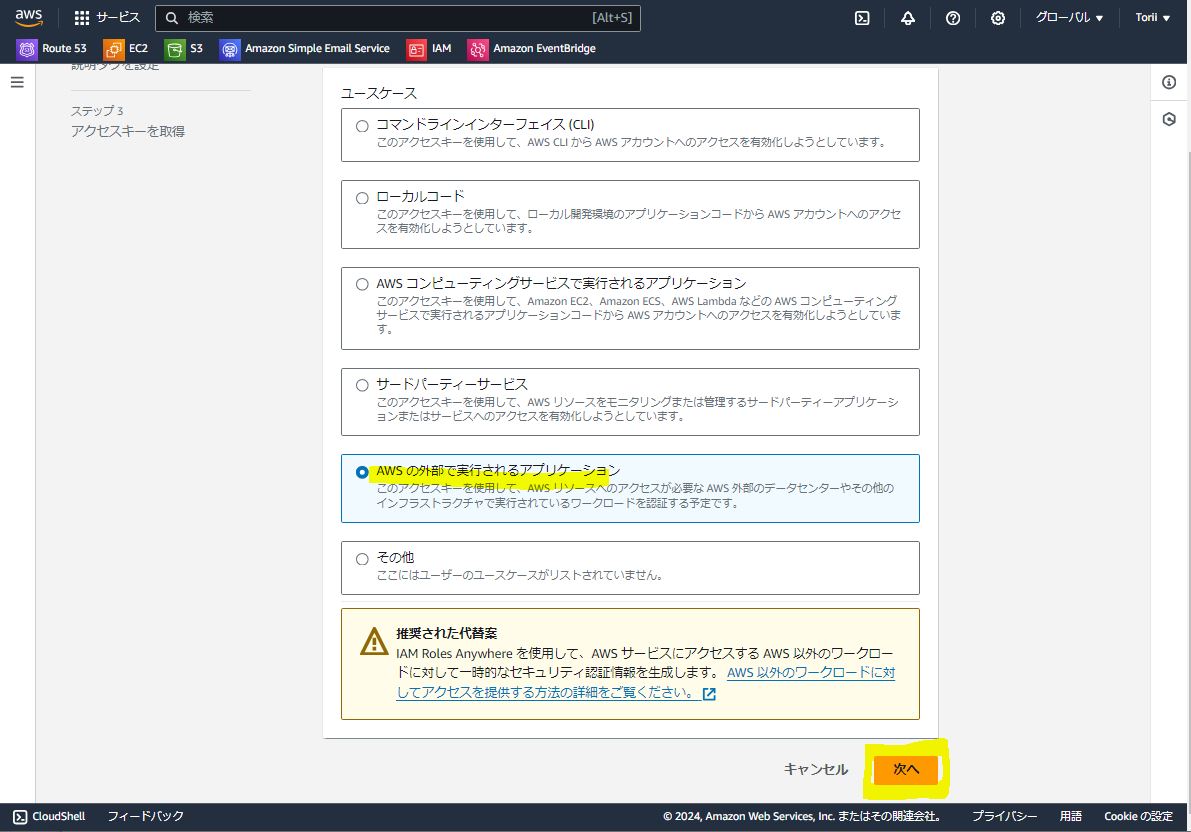 aws
サービス
検索
[Alt+S]
グローバル
Torii
Route 53
EC2
S3
Amazon Simple Email Service
IAM
Amazon EventBridge
説明タグを設定
ステップ 3
アクセスキーを取得
ユースケース
コマンドラインインターフェイス (CLI)
このアクセスキーを使用して、AWS CLI から AWS アカウントへのアクセスを有効化しようとしています。
ローカルコード
このアクセスキーを使用して、ローカル開発環境のアプリケーションコードから AWS アカウントへのアクセ
スを有効化しようとしています。
AWS コンピューティングサービスで実行されるアプリケーション
このアクセスキーを使用して、Amazon EC2、Amazon ECS、AWS Lambda などの AWS コンピューティング
サービスで実行されるアプリケーションコードから AWS アカウントへのアクセスを有効化しようとしていま
す。
サードパーティーサービス
このアクセスキーを使用して、AWS リソースをモニタリングまたは管理するサードパーティーアプリケーシ
ョンまたはサービスへのアクセスを有効化しようとしています。
AWS の外部で実行されるアプリケーション
このアクセスキーを使用して、AWS リソースへのアクセスが必要な AWS 外部のデータセンターやその他の
インフラストラクチャで実行されているワークロードを認証する予定です。
その他
ここにはユーザーのユースケースがリストされていません。
推奨された代替案
IAM Roles Anywhere を使用して、AWS サービスにアクセスする AWS 以外のワークロー
ドに対して一時的なセキュリティ認証情報を生成します。 AWS 以外のワークロードに対
してアクセスを提供する方法の詳細をご覧ください。
キャンセル
次へ
CloudShell
フィードバック
© 2024, Amazon Web Services, Inc. またはその関連会社。
プライバシー
用語
Cookie の設定